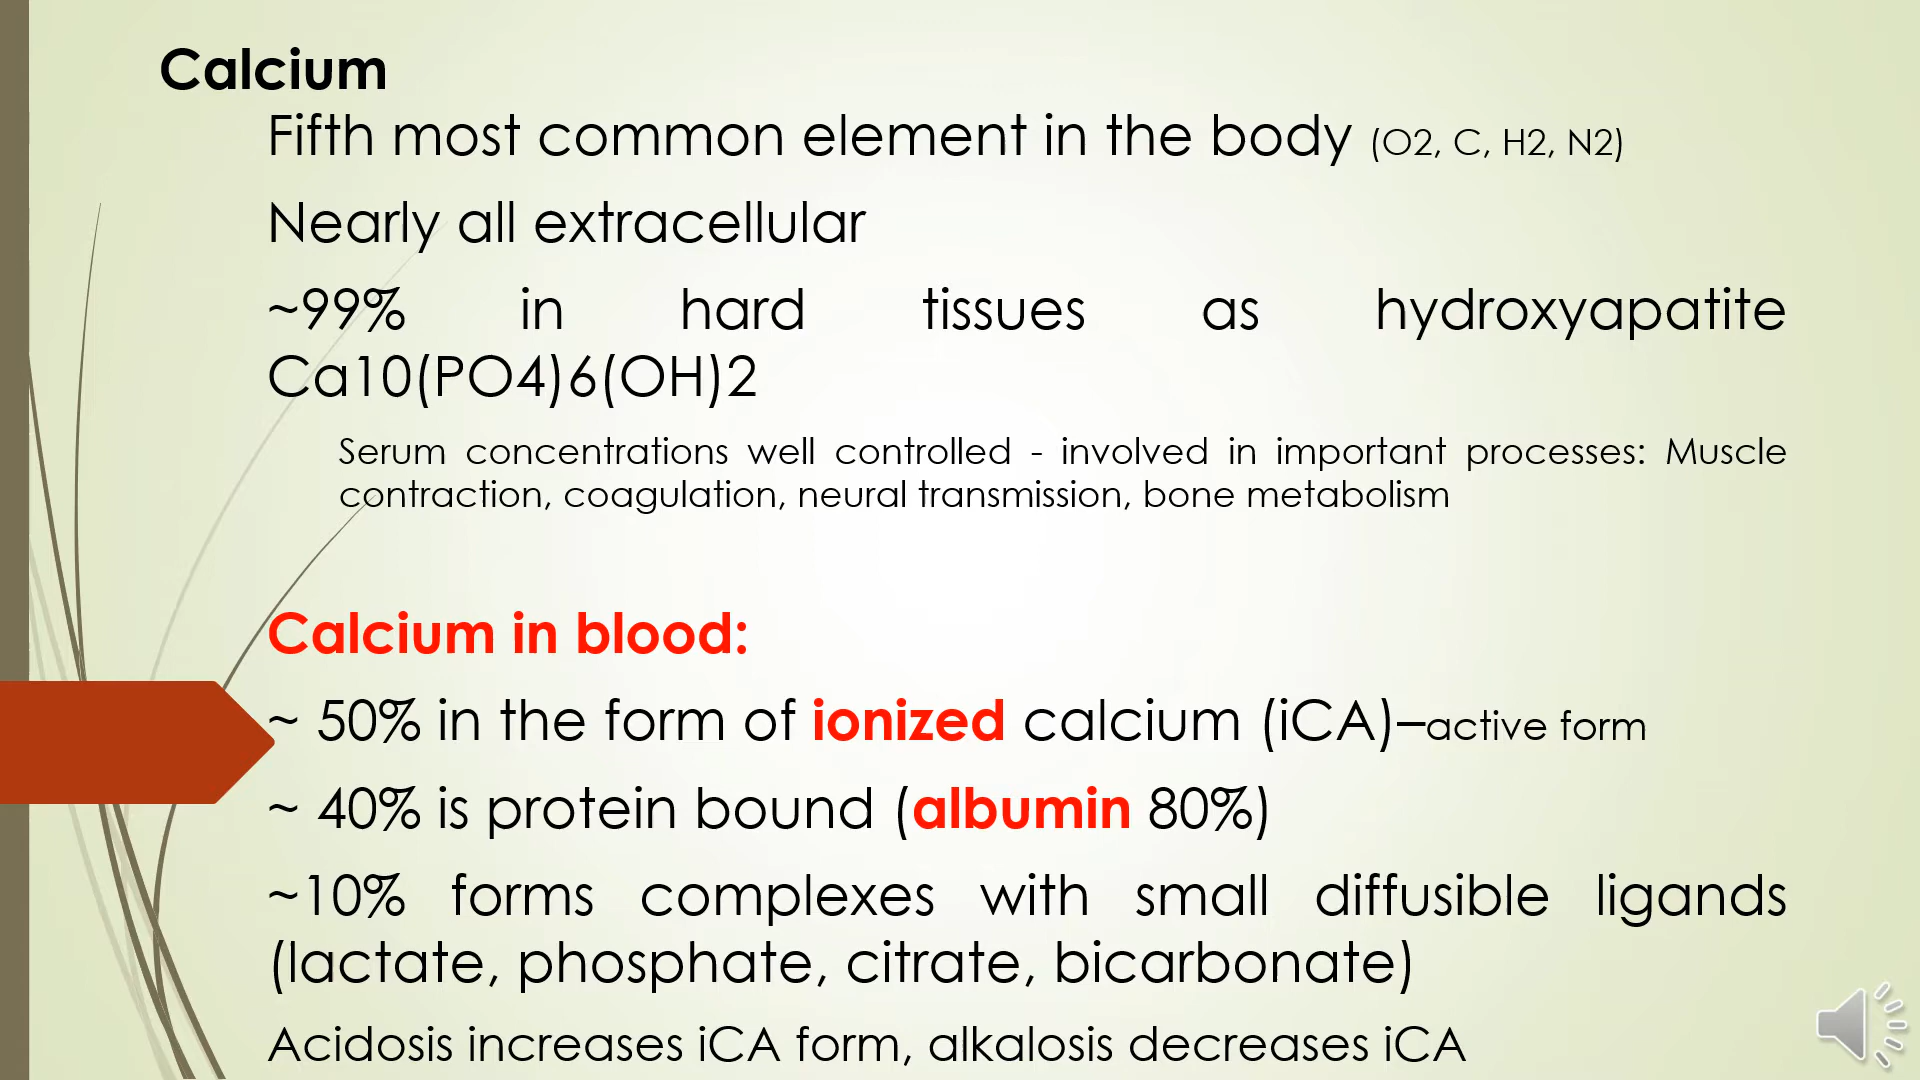 Calcium
Fifth most common element in the body (O2, C, H2, N2)
Nearly all extracellular
~99% in hard tissues as hydroxyapatite
Ca10(PO4)6(OH)2
Serum concentrations well controlled - involved in important processes: Muscle
contraction, coagulation, neural transmission, bone metabolism
Calcium in blood:
~ 50% in the form of ionized calcium (iCA)–active form
~ 40% is protein bound (albumin 80%)
~10% forms complexes with small diffusible ligands
(lactate, phosphate, citrate, bicarbonate)
Acidosis increases iCA form, alkalosis decreases iCA